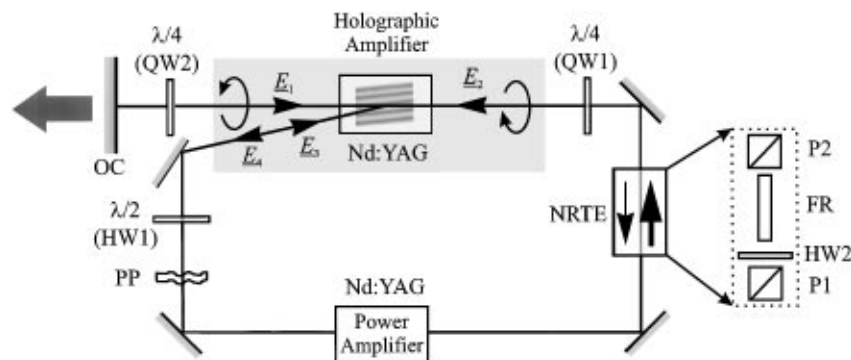 Holographic
Amplifier
λ/4
(QW2)
λ/4
(QW1)
E₁
E₂
E₄
E₃
Nd:YAG
OC
λ/2
(HW1)
PP
NRTE
P2
FR
HW2
P1
Nd:YAG
Power
Amplifier